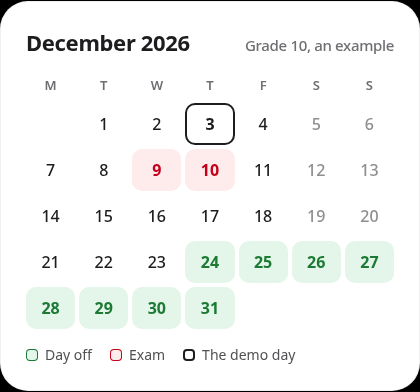 December 2026 Grade 10, an example
M T W T F S S
1 2 3 4 5 6
7 8 9 10 11 12 13
14 15 16 17 18 19 20
21 22 23 24 25 26 27
28 29 30 31
Day off Exam The demo day